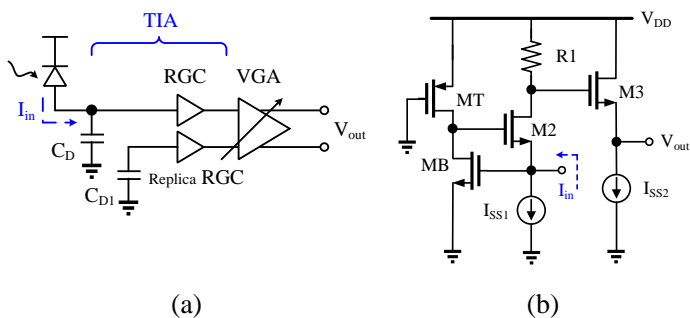 TIA
RGC
VGA
I_in
V_out
C_D
Replica
RGC
C_D1
(a)
V_DD
R1
MT
M3
M2
V_out
MB
I_in
I_SS1
I_SS2
(b)